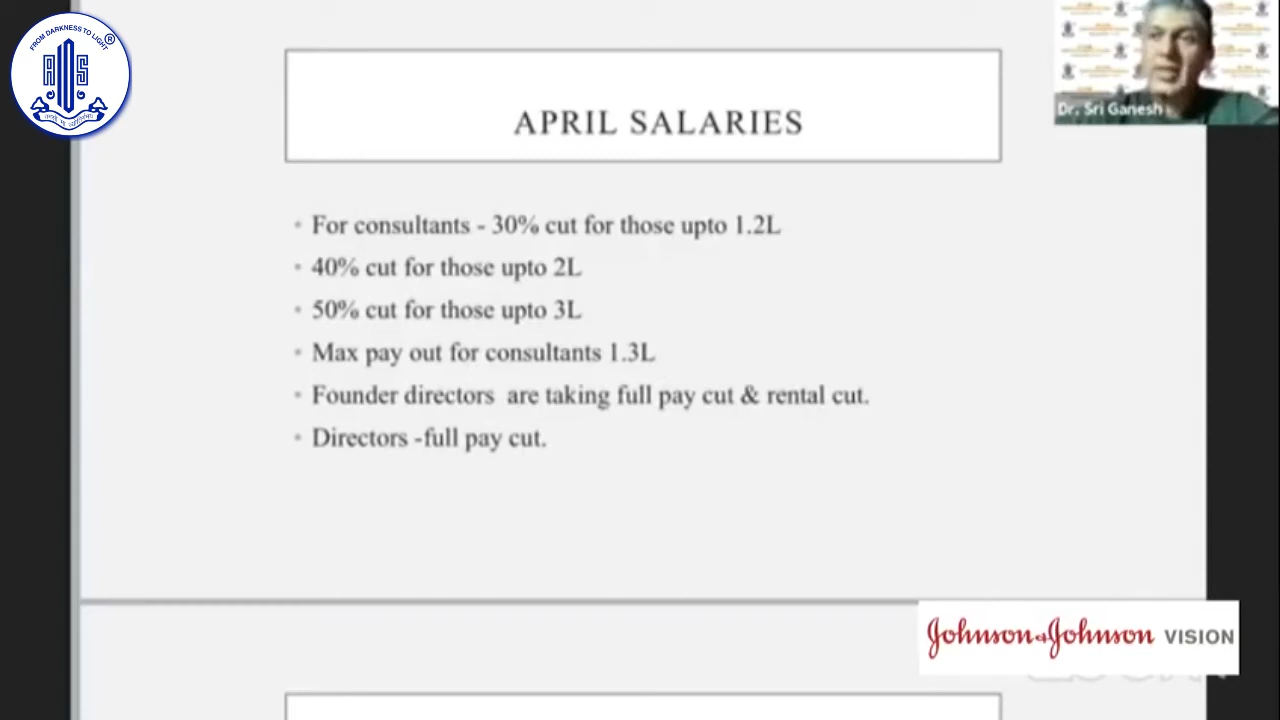 FROM DARKNESS TO LIGHT
®
AIOS
Dr. Sri Ganesh
APRIL SALARIES
For consultants - 30% cut for those upto 1.2L
40% cut for those upto 2L
50% cut for those upto 3L
Max pay out for consultants 1.3L
Founder directors are taking full pay cut & rental cut.
Directors -full pay cut.
Johnson & Johnson VISION